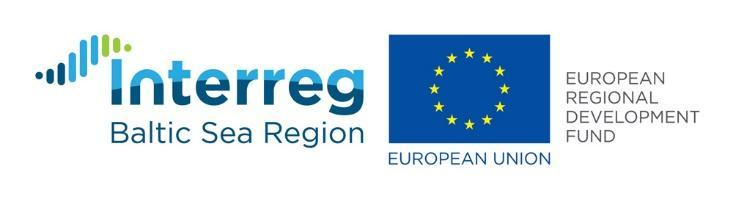 Interreg
Baltic Sea Region
EUROPEAN UNION
EUROPEAN
REGIONAL
DEVELOPMENT
FUND